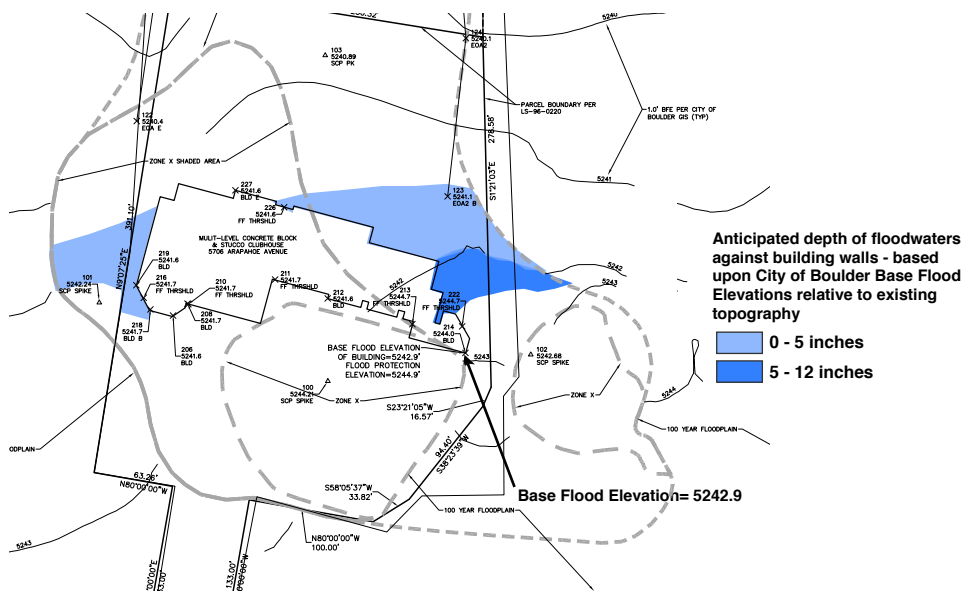 5240
124
5240.1
EOA2
103
5240.89
SCP PK
PARCEL BOUNDARY PER
LS-96-0220
1.0' BFE PER CITY OF
BOULDER GIS (TYP)
122
5240.4
EOA E
278.58'
S1°21'03"E
ZONE X SHADED AREA
5241
227
5241.6
BLD E
123
5241.1
EOA2 B
226
5241.6
FF THRSHLD
391.10'
N9°07'25"E
MULIT-LEVEL CONCRETE BLOCK
& STUCCO CLUBHOUSE
5706 ARAPAHOE AVENUE
219
5241.6
BLD
216
5241.7
FF THRSHLD
101
5242.24
SCP SPIKE
210
5241.7
FF THRSHLD
211
5241.7
FF THRSHLD
212
5241.6
BLD
5242
213
5244.7
FF THRSHLD
222
5244.7
FF THRSHLD
5242
5243
218
5241.7
BLD B
208
5241.7
BLD
214
5244.0
BLD
206
5241.6
BLD
BASE FLOOD ELEVATION
OF BUILDING=5242.9'
FLOOD PROTECTION
ELEVATION=5244.9'
5243
102
5242.68
SCP SPIKE
100
5244.21
SCP SPIKE
ZONE X
ZONE X
5244
S23°21'05"W
16.57'
100 YEAR FLOODPLAIN
94.40'
S38°23'39"W
ODPLAIN
63.26'
N80°00'00"W
S58°05'37"W
33.82'
Base Flood Elevation= 5242.9
100 YEAR FLOODPLAIN
N80°00'00"W
100.00'
5243
00'00"E
33.00'
133.00'
00'00"W
Anticipated depth of floodwaters
against building walls - based
upon City of Boulder Base Flood
Elevations relative to existing
topography
0 - 5 inches
5 - 12 inches